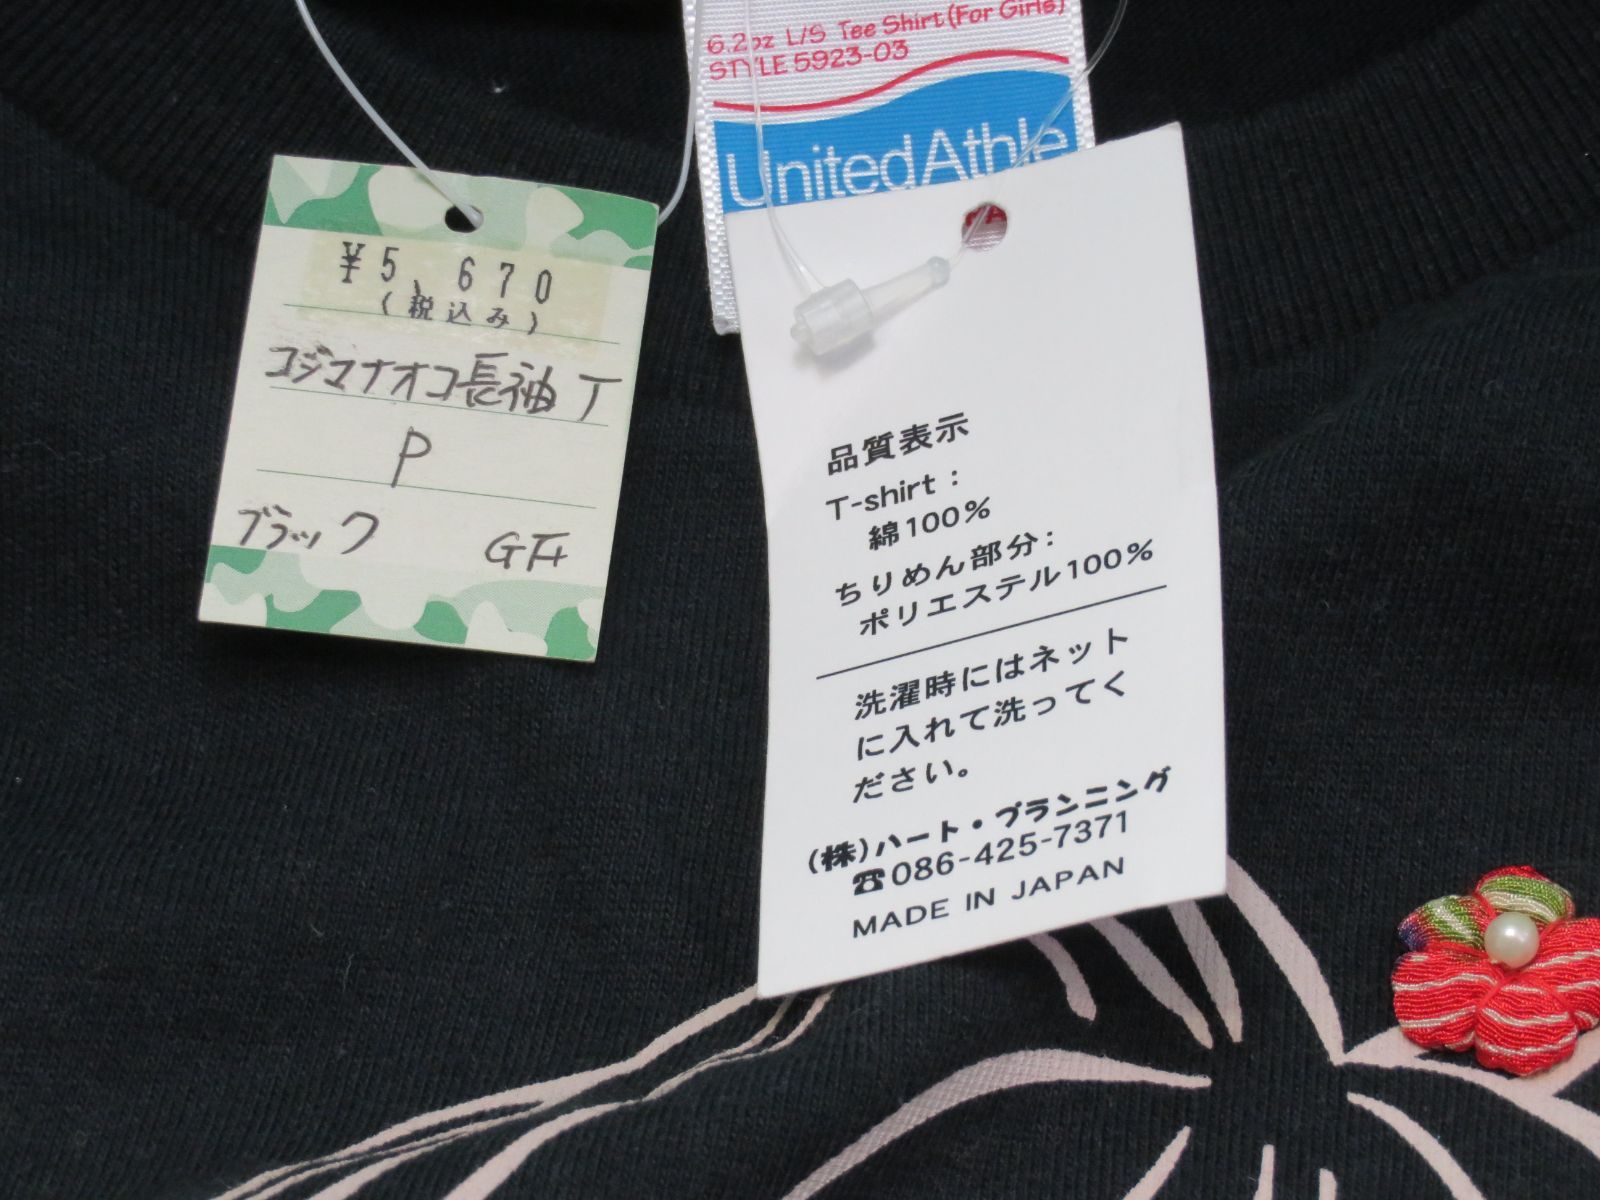 6.2oz L/S Tee Shirt (For Girls)
STYLE 5923-03
United Athle
¥5,670
(税込み)
コジマナオコ長袖T
P
ブラック
品質表示
T-shirt：
綿100%
ちりめん部分：
ポリエステル100%
洗濯時にはネット
に入れて洗ってく
ださい。
(株)ハート・プランニング
☎086-425-7371
MADE IN JAPAN